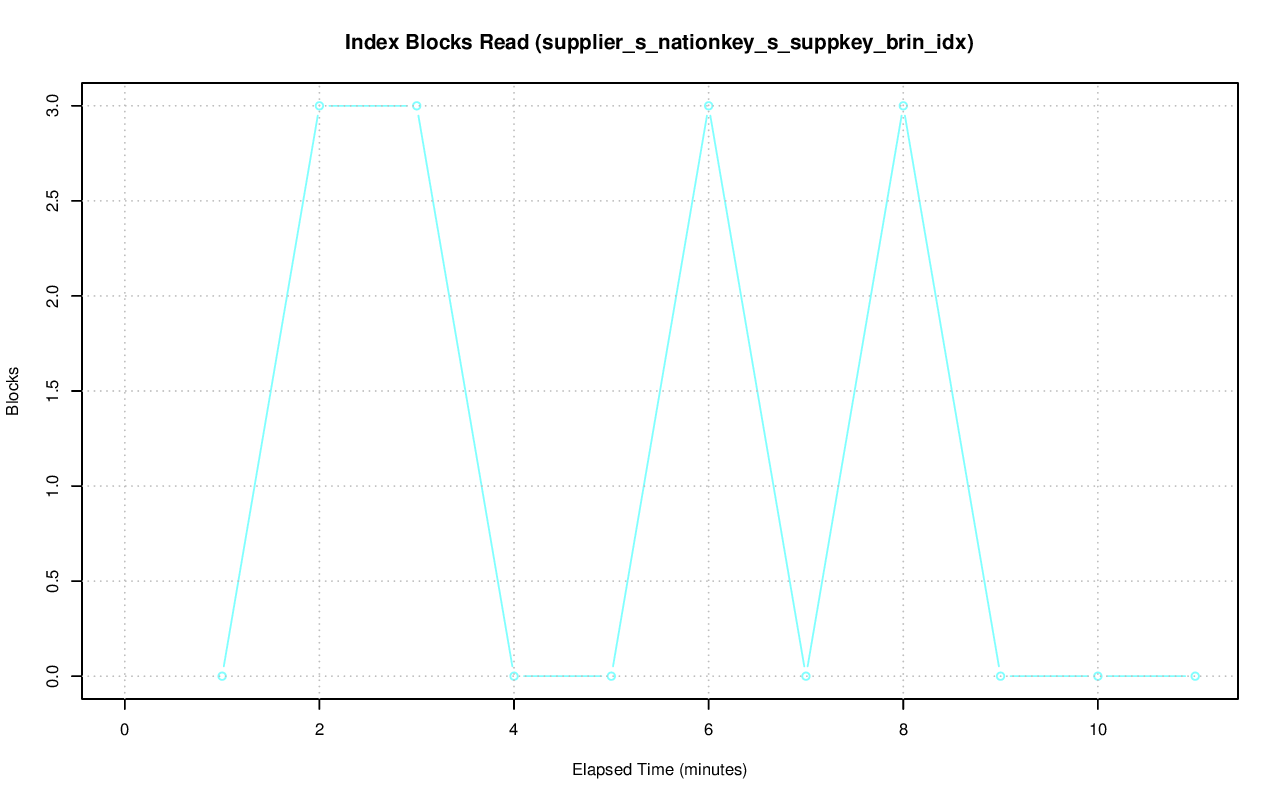 Index Blocks Read (supplier_s_nationkey_s_suppkey_brin_idx)
3.0
2.5
2.0
1.5
1.0
0.5
0.0
Blocks
0 2 4 6 8 10
Elapsed Time (minutes)